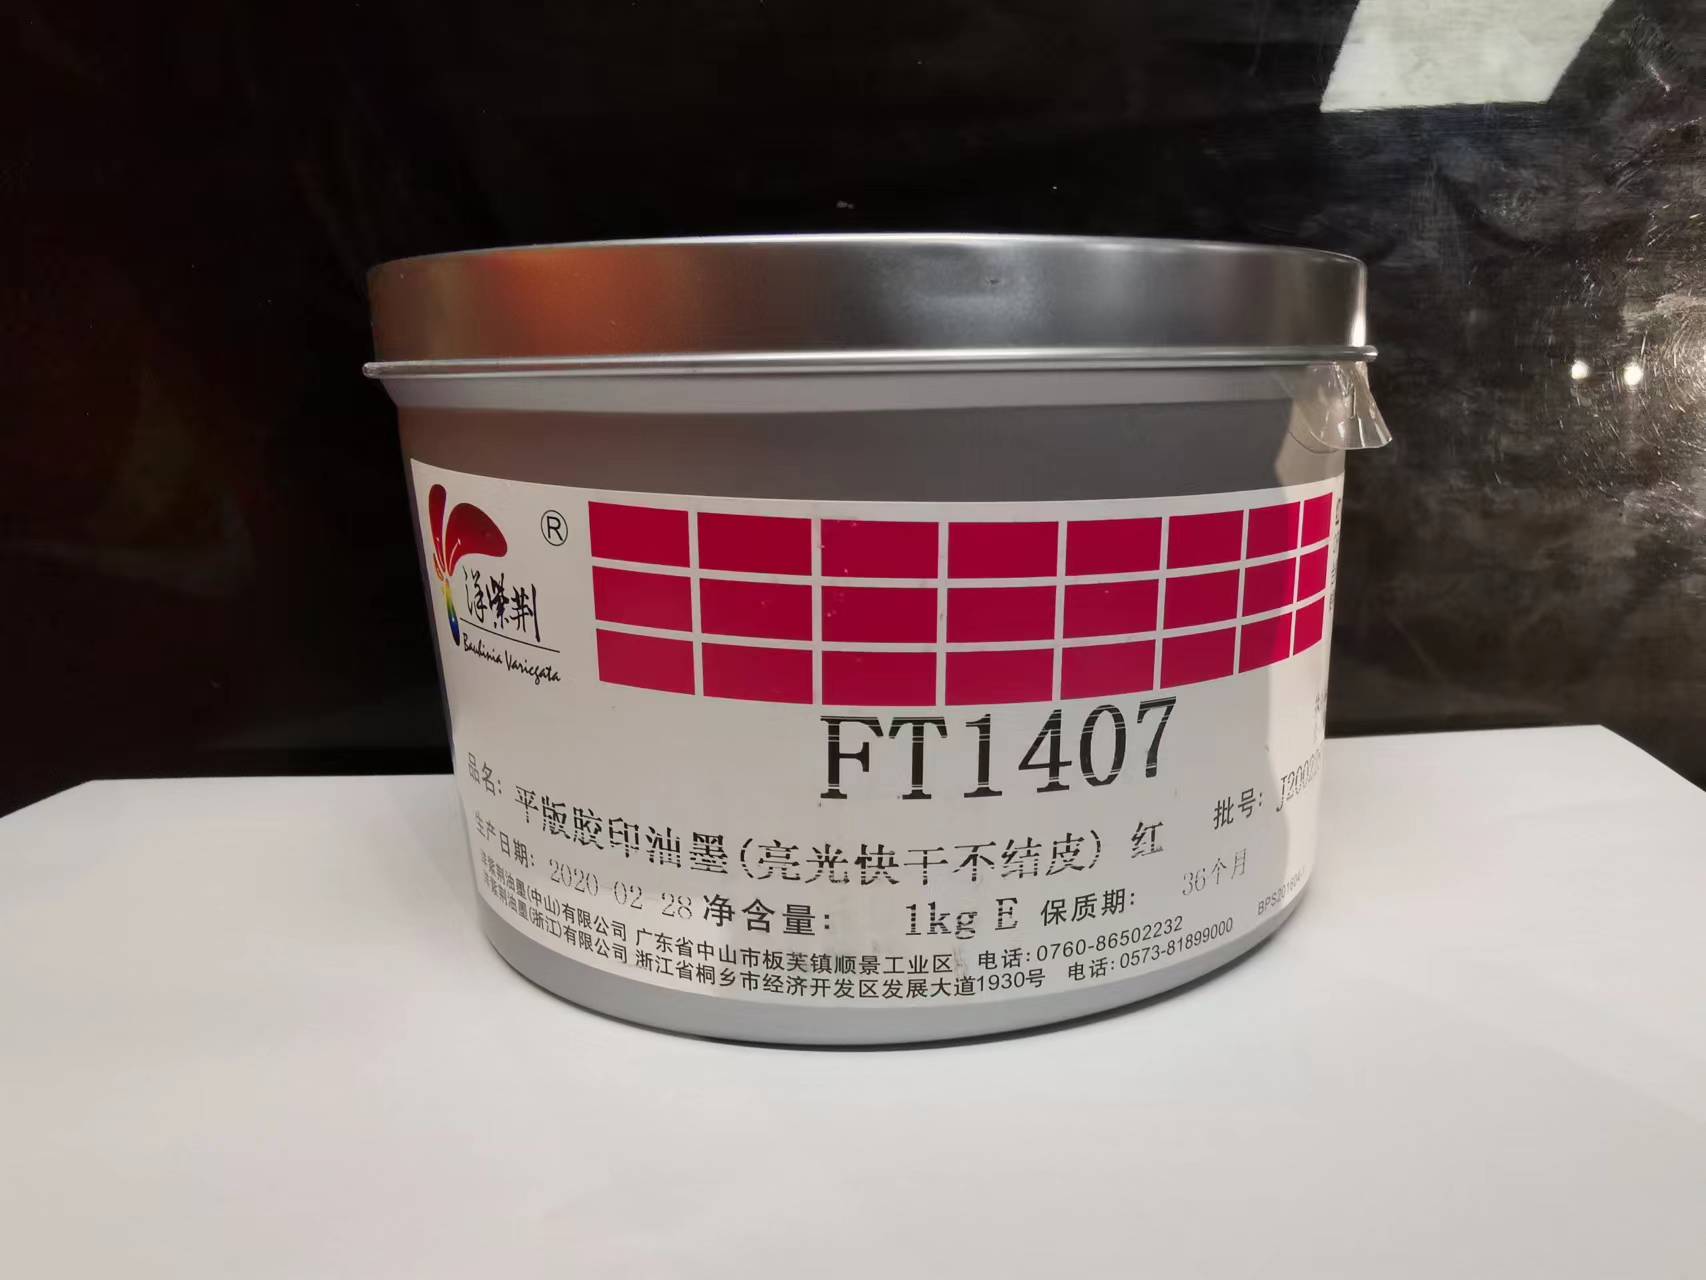 ®
洋紫荆
Bauhinia Variegata
FT1407
品名: 平版胶印油墨(亮光快干不结皮) 红
批号:
生产日期: 2020-02-28 净含量: 1kg E 保质期: 36个月
洋紫荆油墨(中山)有限公司 广东省中山市板芙镇顺景工业区 电话:0760-86502232
洋紫荆油墨(浙江)有限公司 浙江省桐乡市经济开发区发展大道1930号 电话:0573-81899000